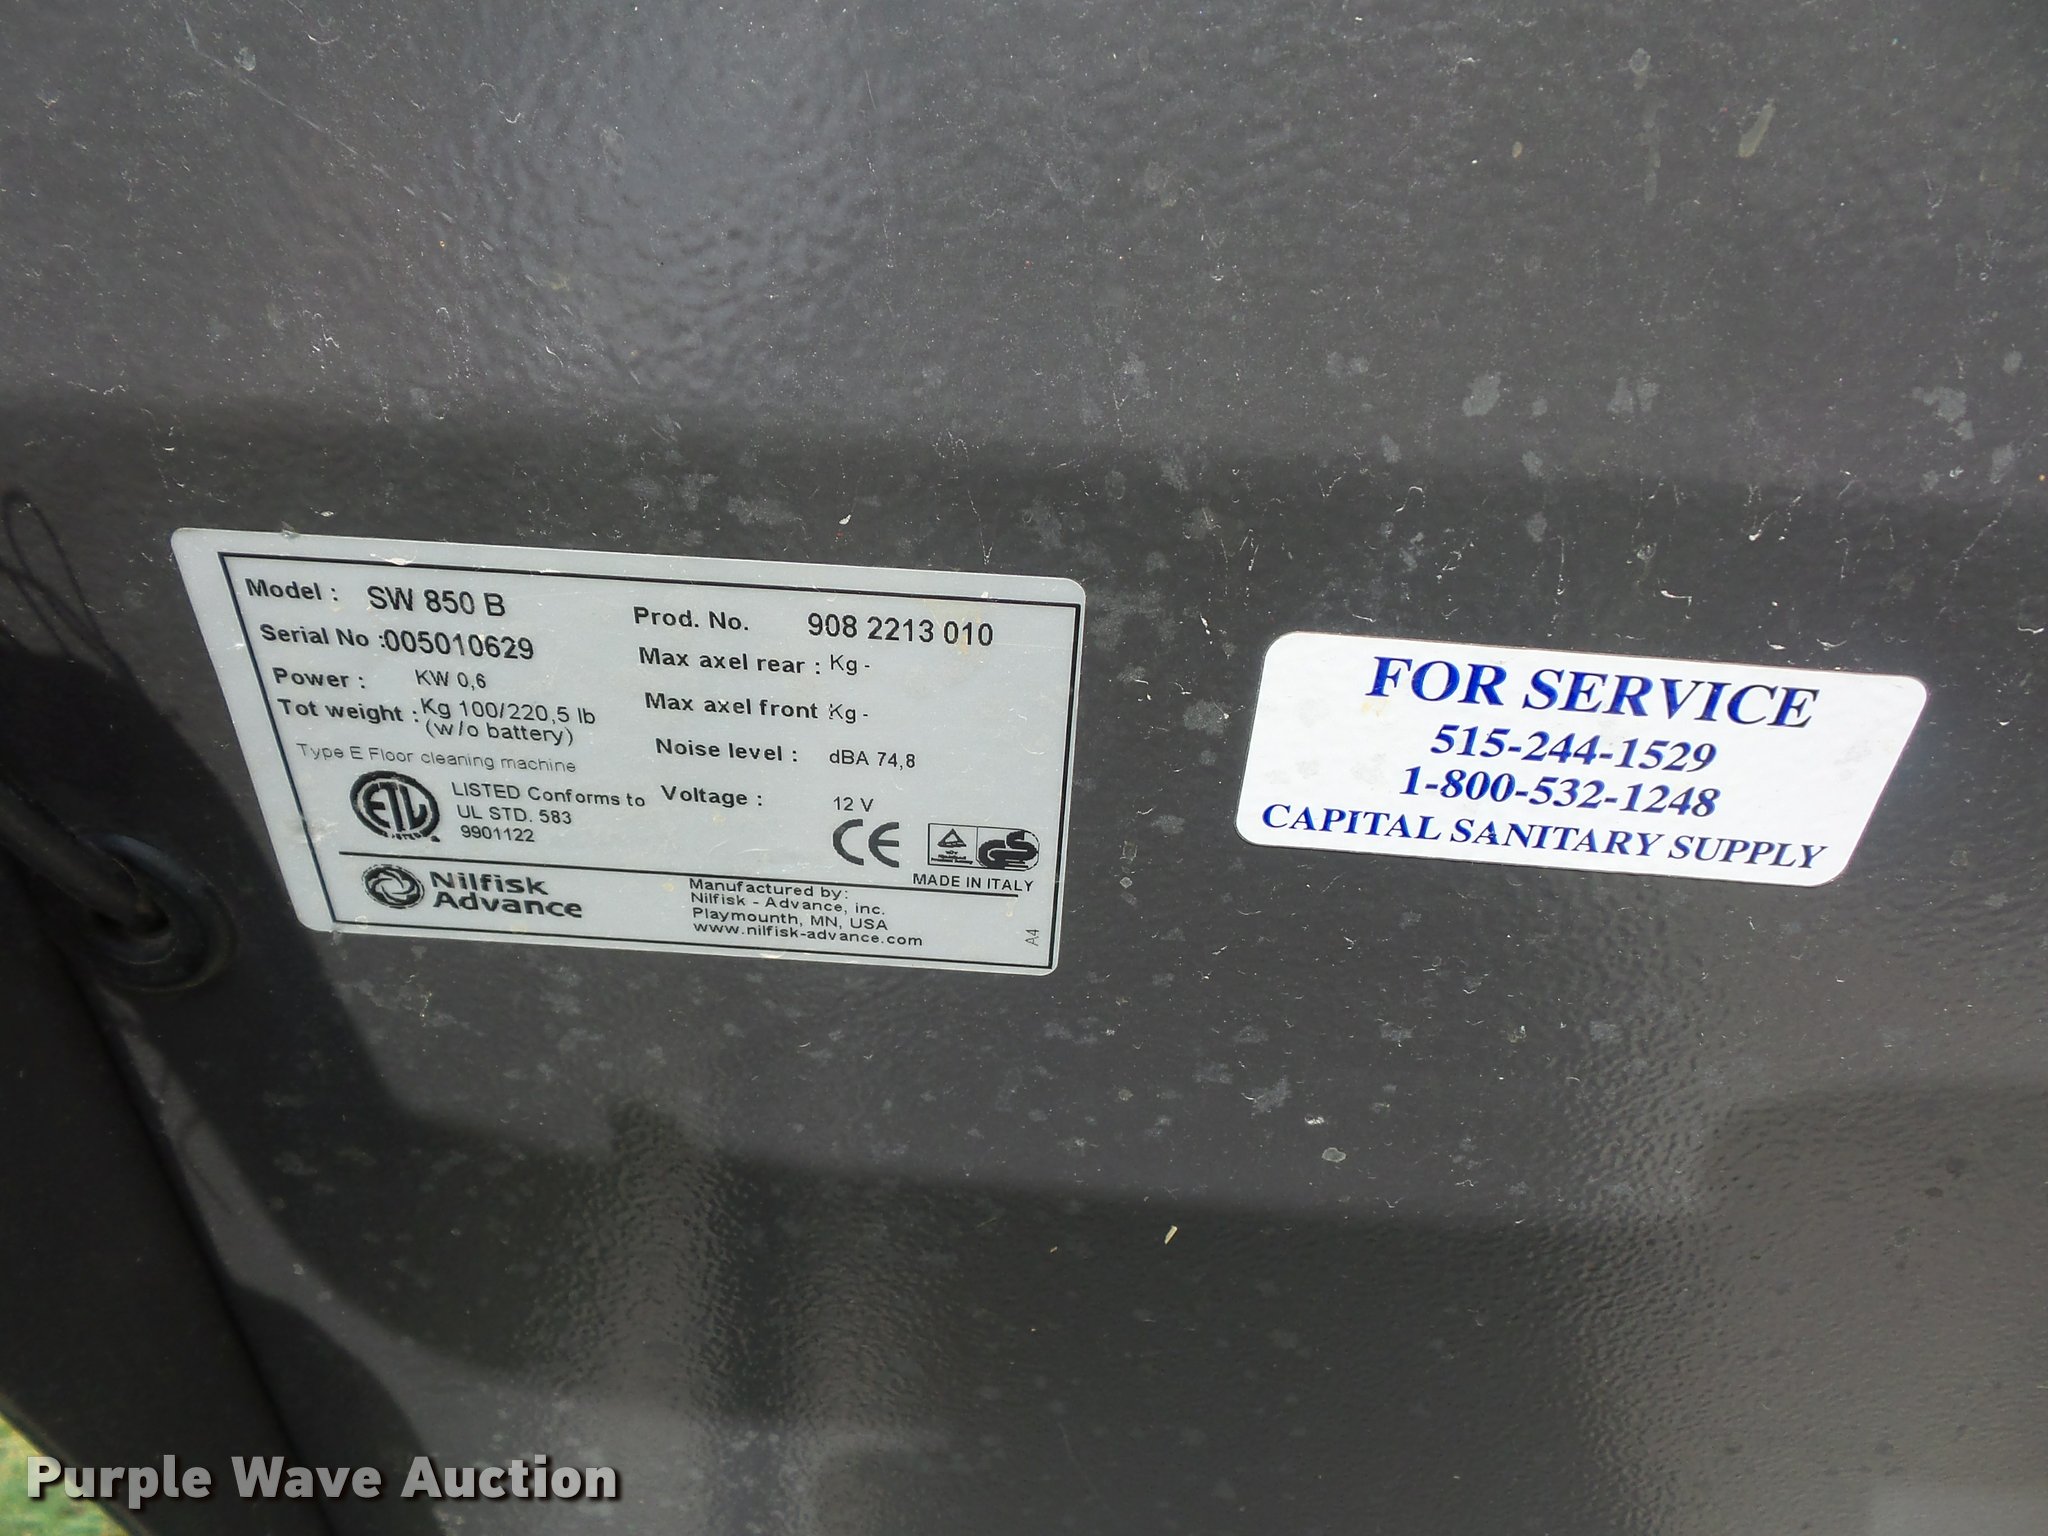 Model : SW 850 B
Serial No :005010629
Power : KW 0,6
Tot weight : Kg 100/220,5 lb
(w/o battery)
Type E Floor cleaning machine
Prod. No. 908 2213 010
Max axel rear : Kg -
Max axel front : Kg -
Noise level : dBA 74,8
Voltage : 12 V
ETL
LISTED Conforms to
UL STD. 583
9901122
CE
MADE IN ITALY
Nilfisk
Advance
Manufactured by:
Nilfisk - Advance, inc.
Playmounth, MN, USA
www.nilfisk-advance.com
A4
FOR SERVICE
515-244-1529
1-800-532-1248
CAPITAL SANITARY SUPPLY
Purple Wave Auction